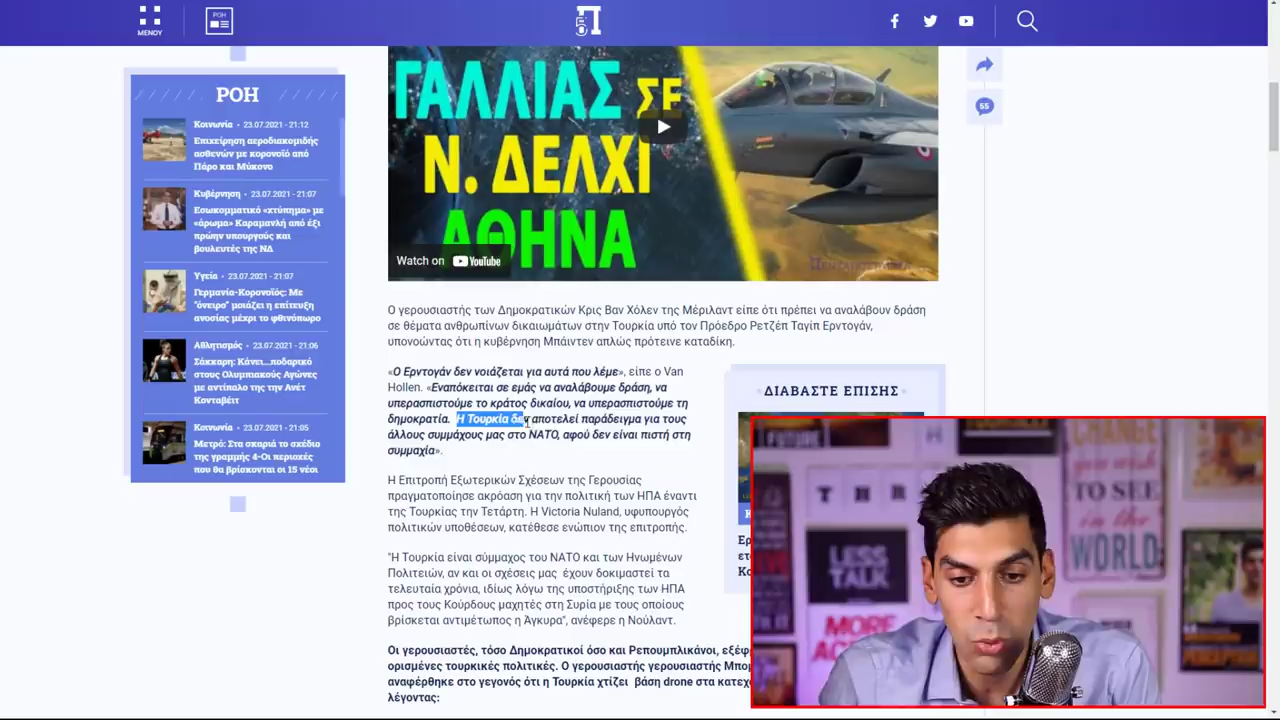 ΜΕΝΟΥ
ΡΟΗ
ΡΟΗ
Κοινωνία • 23.07.2021 - 21:12
Επιχείρηση αεροδιακομιδής
ασθενών με κορονοϊό από
Πάρο και Μύκονο
Κυβέρνηση • 23.07.2021 - 21:07
Εσωκομματικό «χτύπημα» με
«άρωμα» Καραμανλή από έξι
πρώην υπουργούς και
βουλευτές της ΝΔ
Υγεία • 23.07.2021 - 21:07
Γερμανία-Κορονοϊός: Με
"όνειρο" μοιάζει η επίτευξη
ανοσίας μέχρι το φθινόπωρο
Αθλητισμός • 23.07.2021 - 21:06
Σάκκαρη: Κάνει...ποδαρικό
στους Ολυμπιακούς Αγώνες
με αντίπαλο της την Ανέτ
Κονταβέιτ
Κοινωνία • 23.07.2021 - 21:05
Μετρό: Στα σκαριά το σχέδιο
της γραμμής 4-Οι περιοχές
που θα βρίσκονται οι 15 νέοι
ΓΑΛΛΙΑΣ ΣΕ
Ν. ΔΕΛΧΙ
ΑΘΗΝΑ
Watch on YouTube
55
Ο γερουσιαστής των Δημοκρατικών Κρις Βαν Χόλεν της Μέριλαντ είπε ότι πρέπει να αναλάβουν δράση
σε θέματα ανθρωπίνων δικαιωμάτων στην Τουρκία υπό τον Πρόεδρο Ρετζέπ Ταγίπ Ερντογάν,
υπονοώντας ότι η κυβέρνηση Μπάιντεν απλώς πρότεινε καταδίκη.
«Ο Ερντογάν δεν νοιάζεται για αυτά που λέμε», είπε ο Van
Hollen. «Εναπόκειται σε εμάς να αναλάβουμε δράση, να
υπερασπιστούμε το κράτος δικαίου, να υπερασπιστούμε τη
δημοκρατία. Η Τουρκία δεν αποτελεί παράδειγμα για τους
άλλους συμμάχους μας στο ΝΑΤΟ, αφού δεν είναι πιστή στη
συμμαχία».
Η Επιτροπή Εξωτερικών Σχέσεων της Γερουσίας
πραγματοποίησε ακρόαση για την πολιτική των ΗΠΑ έναντι
της Τουρκίας την Τετάρτη. Η Victoria Nuland, υφυπουργός
πολιτικών υποθέσεων, κατέθεσε ενώπιον της επιτροπής.
"Η Τουρκία είναι σύμμαχος του ΝΑΤΟ και των Ηνωμένων
Πολιτειών, αν και οι σχέσεις μας έχουν δοκιμαστεί τα
τελευταία χρόνια, ιδίως λόγω της υποστήριξης των ΗΠΑ
προς τους Κούρδους μαχητές στη Συρία με τους οποίους
βρίσκεται αντιμέτωπος η Άγκυρα", ανέφερε η Νούλαντ.
Οι γερουσιαστές, τόσο Δημοκρατικοί όσο και Ρεπουμπλικάνοι,
ορισμένες τουρκικές πολιτικές. Ο γερουσιαστής γερουσιαστής
αναφέρθηκε στο γεγονός ότι η Τουρκία χτίζει βάση drone στα
λέγοντας:
ΔΙΑΒΑΣΤΕ ΕΠΙΣΗΣ
LESS
TALK
MORE
TO SEE
WORLD